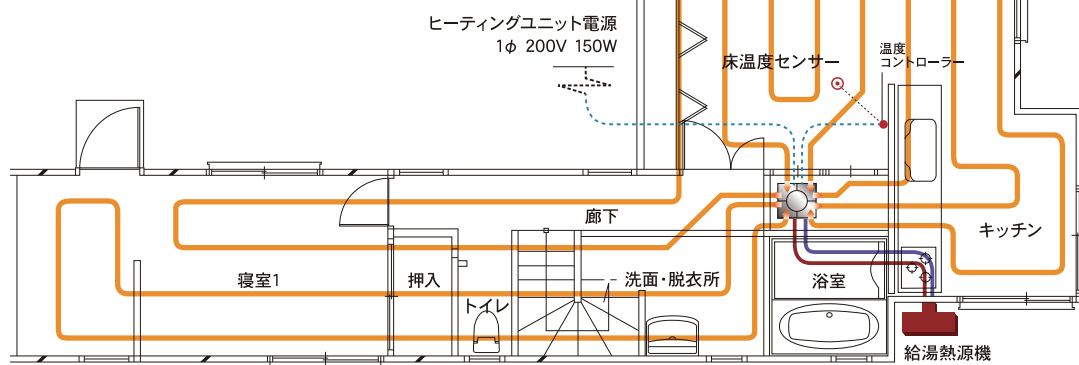 ヒーティングユニット電源
1φ 200V 150W
床温度センサー
温度
コントローラー
廊下
キッチン
寝室1
押入
洗面・脱衣所
浴室
トイレ
給湯熱源機